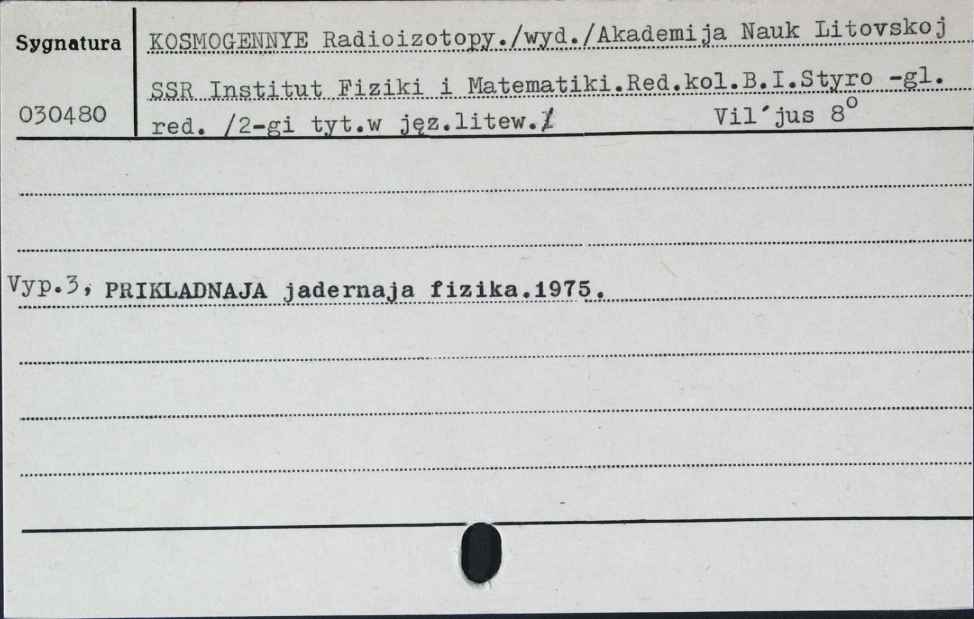 Sygnatura
030480
KOSMOGENNYE Radioizotopy./wyd./Akademija Nauk Litovskoj
SSR Institut Fiziki i Matematiki.Red.kol.B.I.Styro -gl.
red. /2-gi tyt.w jęz.litew./ Vil´jus 8°
Vyp.3, PRIKLADNAJA jadernaja fizika.1975.